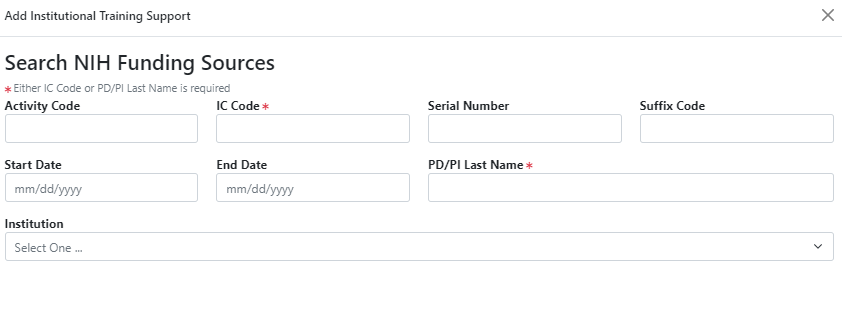 Add Institutional Training Support
Search NIH Funding Sources
* Either IC Code or PD/PI Last Name is required
Activity Code IC Code * Serial Number Suffix Code
Start Date End Date PD/PI Last Name *
mm/dd/yyyy mm/dd/yyyy
Institution
Select One ...